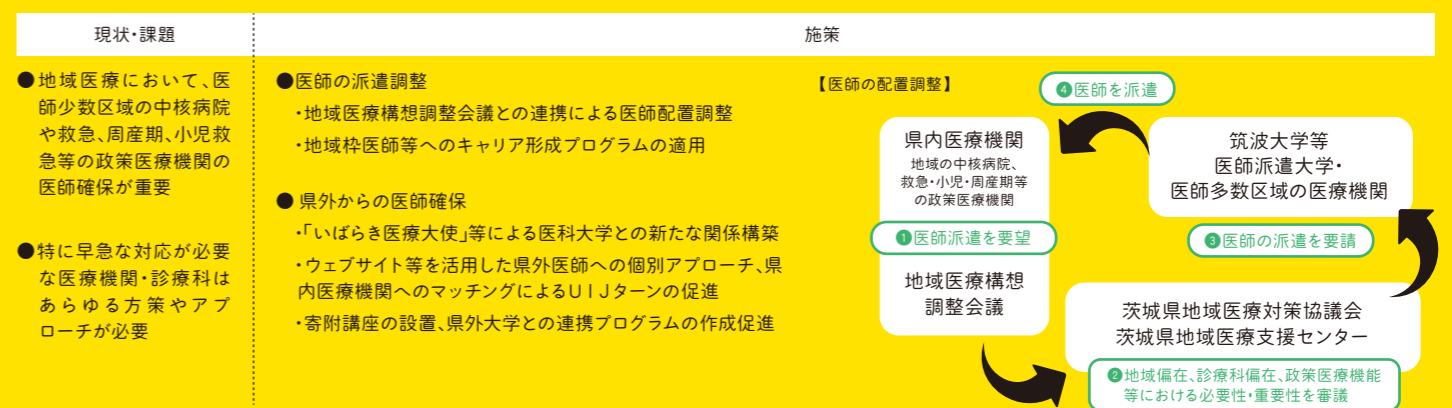 現状・課題
施策
●地域医療において、医
師少数区域の中核病院
や救急、周産期、小児救
急等の政策医療機関の
医師確保が重要
●特に早急な対応が必要
な医療機関・診療科は
あらゆる方策やアプ
ローチが必要
●医師の派遣調整
・地域医療構想調整会議との連携による医師配置調整
・地域枠医師等へのキャリア形成プログラムの適用
● 県外からの医師確保
・「いばらき医療大使」等による医科大学との新たな関係構築
・ウェブサイト等を活用した県外医師への個別アプローチ、県
内医療機関へのマッチングによるUIJターンの促進
・寄附講座の設置、県外大学との連携プログラムの作成促進
【医師の配置調整】
❹医師を派遣
県内医療機関
地域の中核病院、
救急・小児・周産期等
の政策医療機関
❶医師派遣を要望
地域医療構想
調整会議
筑波大学等
医師派遣大学・
医師多数区域の医療機関
❸医師の派遣を要請
茨城県地域医療対策協議会
茨城県地域医療支援センター
❷地域偏在、診療科偏在、政策医療機能
等における必要性・重要性を審議